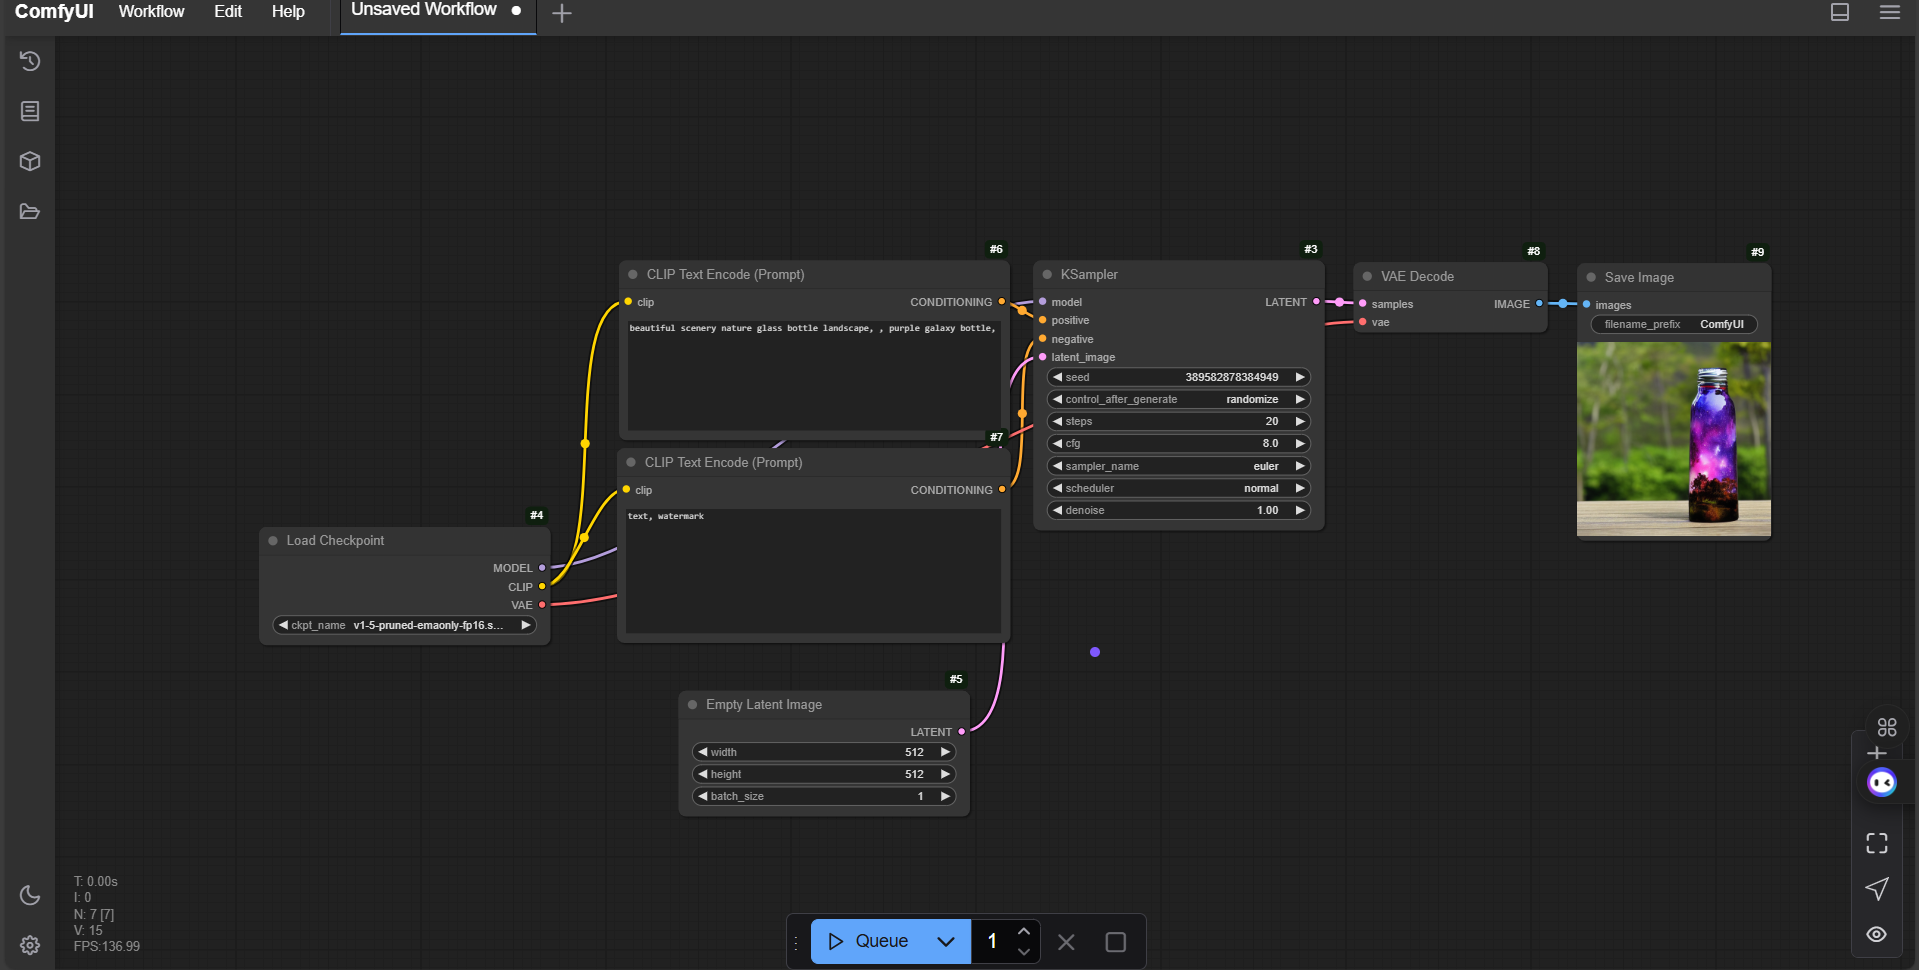 ComfyUI Workflow Edit Help Unsaved Workflow
#6
CLIP Text Encode (Prompt)
clip CONDITIONING
beautiful scenery nature glass bottle landscape, , purple galaxy bottle,
#7
CLIP Text Encode (Prompt)
clip CONDITIONING
text, watermark
#4
Load Checkpoint
MODEL
CLIP
VAE
ckpt_name v1-5-pruned-emaonly-fp16.s...
#5
Empty Latent Image
LATENT
width 512
height 512
batch_size 1
#3
KSampler
model LATENT
positive
negative
latent_image
seed 389582878384949
control_after_generate randomize
steps 20
cfg 8.0
sampler_name euler
scheduler normal
denoise 1.00
#8
VAE Decode
samples IMAGE
vae
#9
Save Image
images
filename_prefix ComfyUI
T: 0.00s
I: 0
N: 7 [7]
V: 15
FPS:136.99
Queue 1